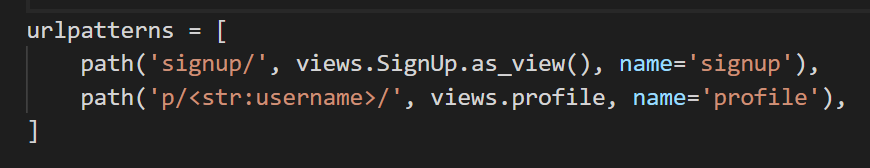 urlpatterns = [
    path('signup/', views.SignUp.as_view(), name='signup'),
    path('p/<str:username>/', views.profile, name='profile'),
]